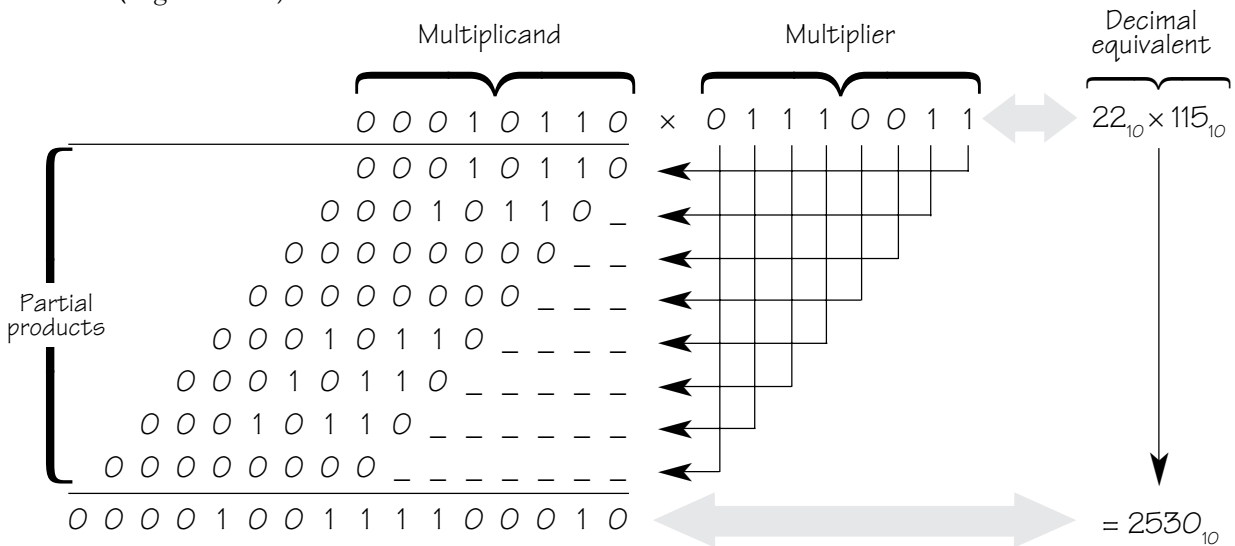 Multiplicand
Multiplier
Decimal
equivalent
0 0 0 1 0 1 1 0 × 0 1 1 1 0 0 1 1 22₁₀ × 115₁₀
0 0 0 1 0 1 1 0
0 0 0 1 0 1 1 0 _
0 0 0 0 0 0 0 0 _ _
0 0 0 0 0 0 0 0 _ _ _
0 0 0 1 0 1 1 0 _ _ _ _
0 0 0 1 0 1 1 0 _ _ _ _ _
0 0 0 1 0 1 1 0 _ _ _ _ _ _
0 0 0 0 0 0 0 0 _ _ _ _ _ _ _
Partial
products
0 0 0 0 1 0 0 1 1 1 1 0 0 0 1 0 = 2530₁₀